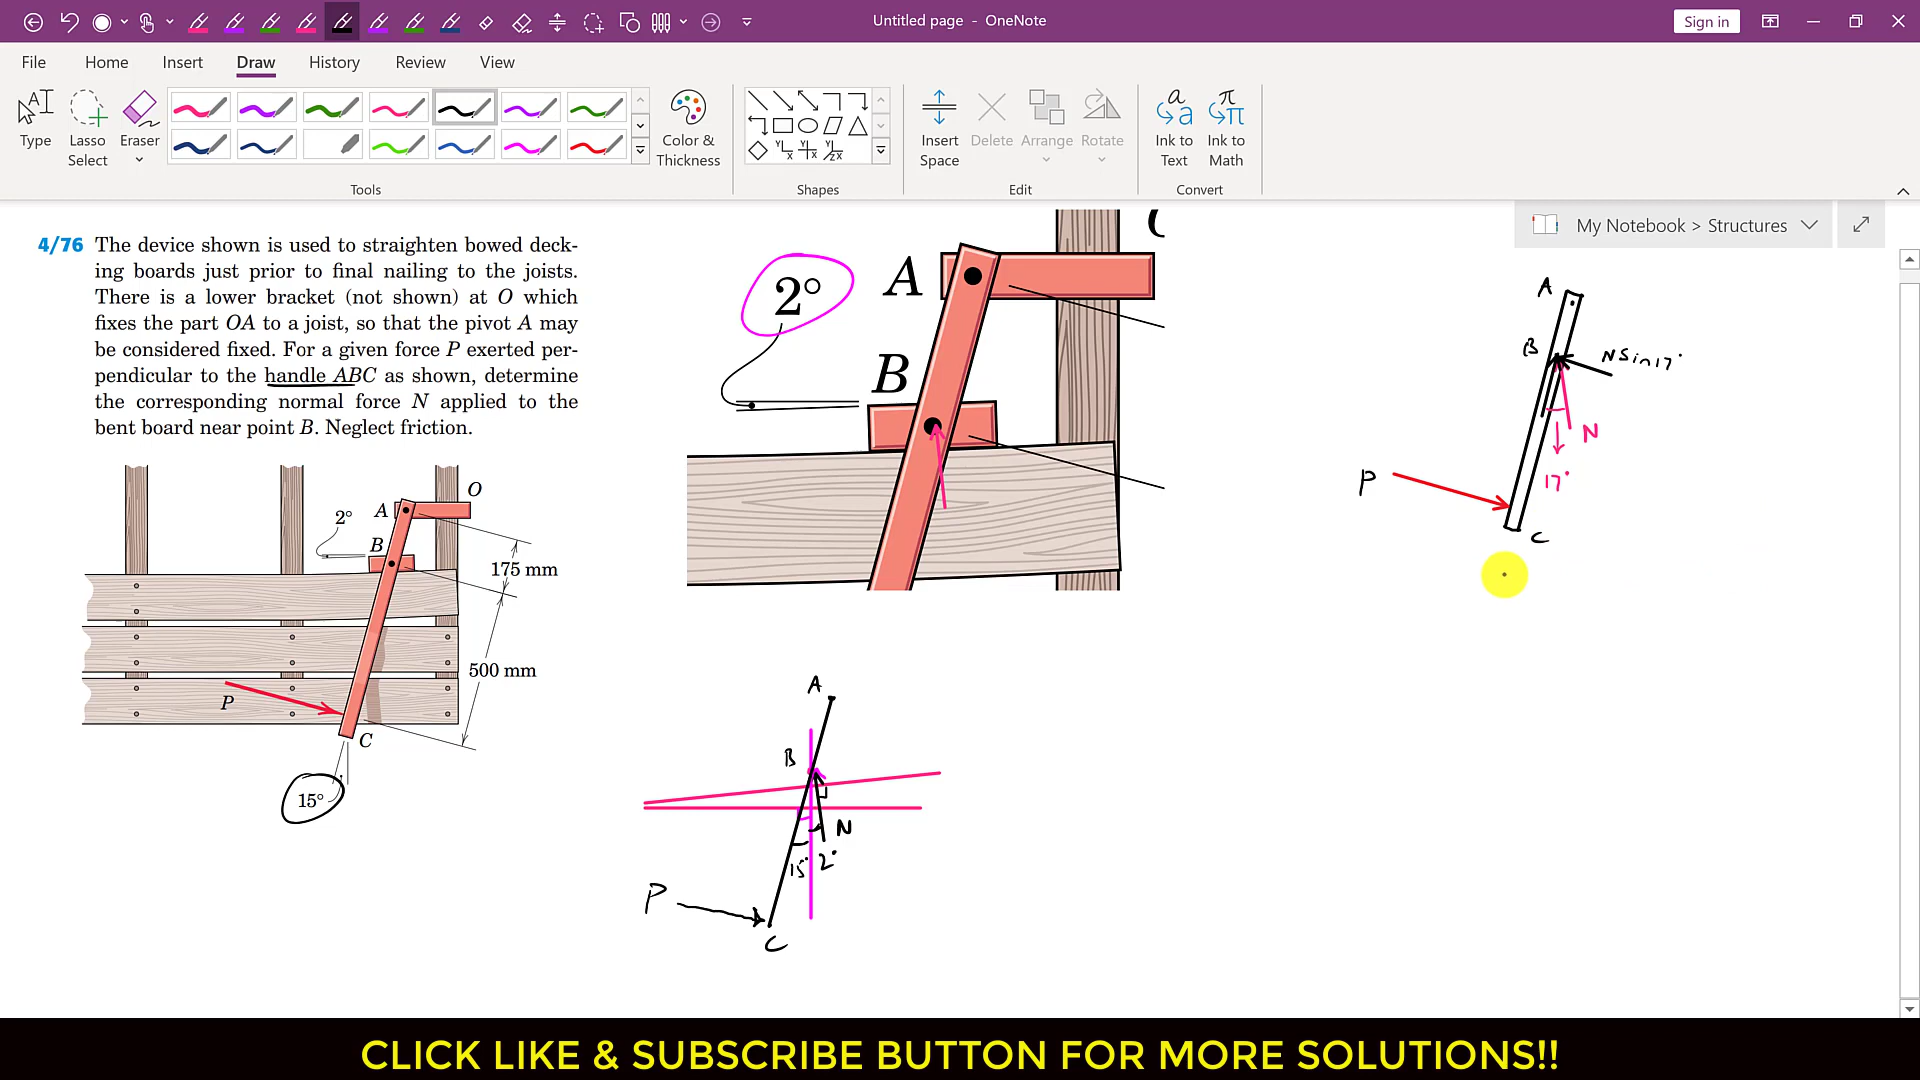 Untitled page - OneNote
Sign in
File
Home
Insert
Draw
History
Review
View
Type
Lasso
Select
Eraser
Tools
Color &
Thickness
Shapes
Insert
Space
Delete
Arrange
Rotate
Edit
Ink to
Text
Ink to
Math
Convert
My Notebook > Structures
4/76 The device shown is used to straighten bowed deck-
ing boards just prior to final nailing to the joists.
There is a lower bracket (not shown) at O which
fixes the part OA to a joist, so that the pivot A may
be considered fixed. For a given force P exerted per-
pendicular to the handle ABC as shown, determine
the corresponding normal force N applied to the
bent board near point B. Neglect friction.
O
A
2°
B
175 mm
500 mm
P
C
15°
2°
A
B
A
B
N
15° 2°
P
C
A
B
N Sin17°
N
17°
P
C
CLICK LIKE & SUBSCRIBE BUTTON FOR MORE SOLUTIONS!!